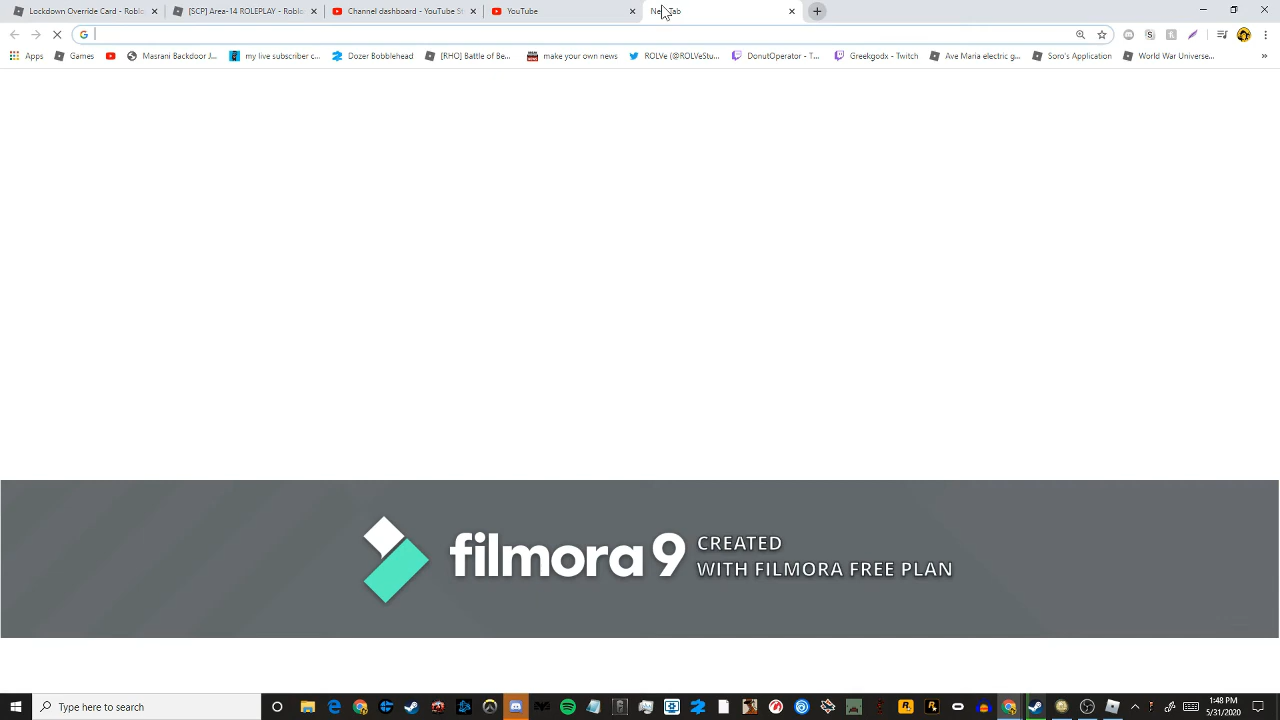 Lockdown Override Card - Roblo
[SCP] Area-14 ROLEPLAY - Roblo
Channel dashboard - YouTube St
YouTube
Apps
Games
Masrani Backdoor J...
my live subscriber c...
Dozer Bobblehead
[RHO] Battle of Be...
make your own news
ROLVe (@ROLVeStu...
DonutOperator - T...
Greekgodx - Twitch
Ave Maria electric g...
Soro's Application
World War Universe...
»
filmora 9
CREATED
WITH FILMORA FREE PLAN
Type here to search
1:48 PM
5/31/2020